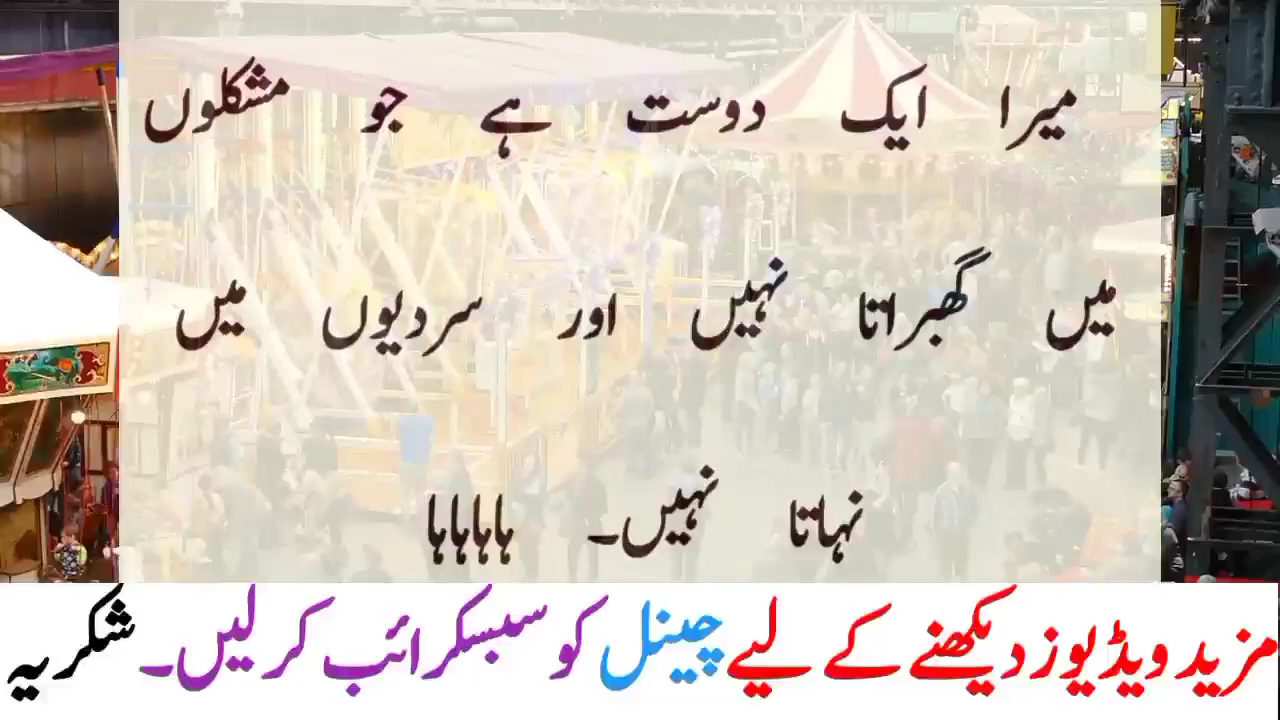 میرا ایک دوست ہے جو مشکلوں
میں گھبراتا نہیں اور سردیوں میں
نہاتا نہیں۔ ہاہاہاہا
مزید ویڈیوز دیکھنے کے لیے چینل کو سبسکرائب کر لیں۔ شکریہ